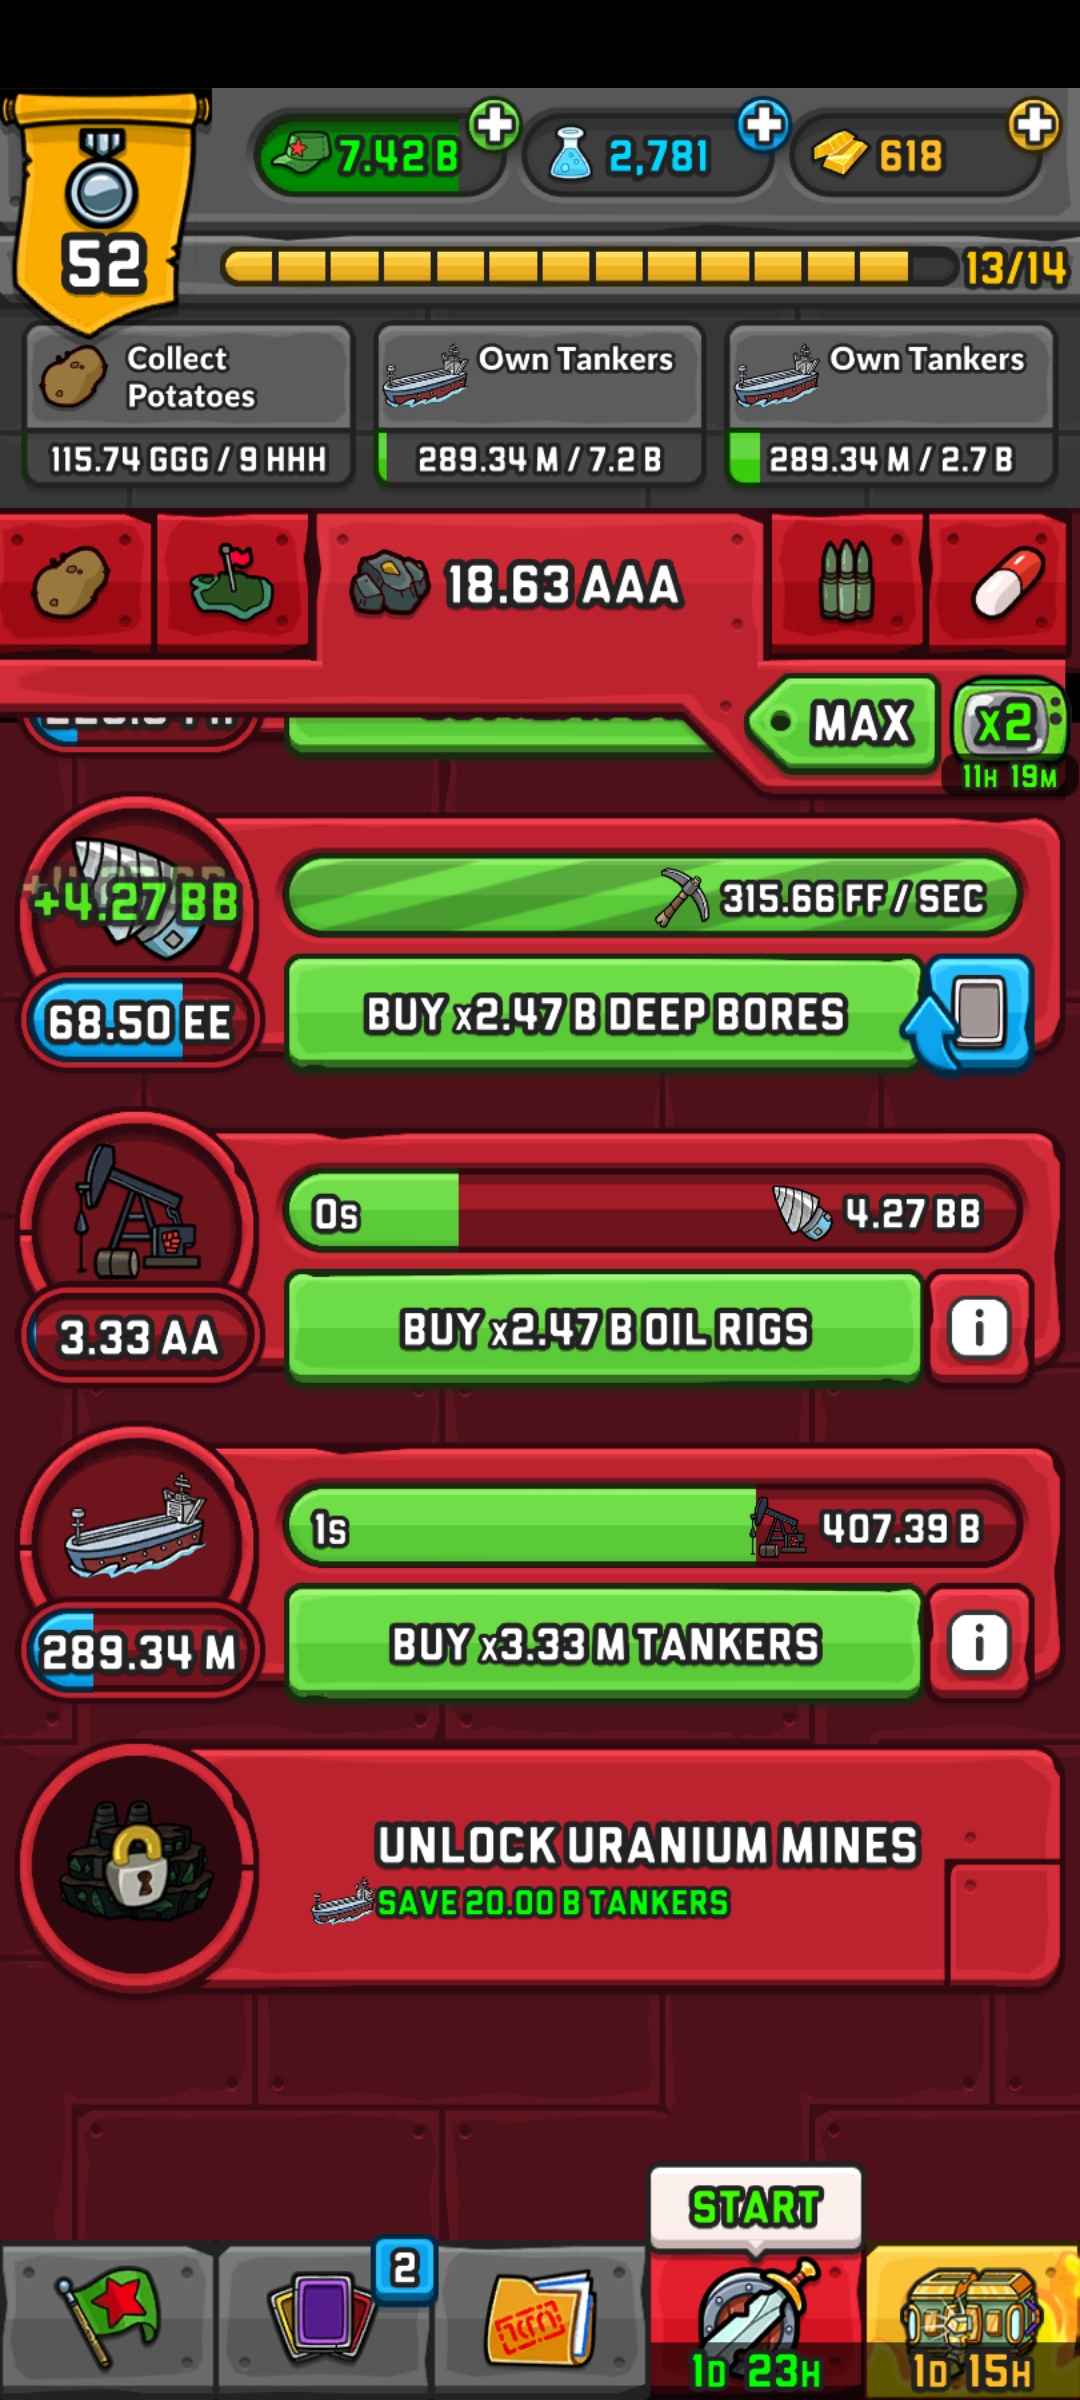 7.42 B
2,781
618
52
13/14
Collect
Potatoes
Own Tankers
Own Tankers
115.74 GGG / 9 HHH
289.34 M / 7.2 B
289.34 M / 2.7 B
18.63 AAA
MAX
x2
11H 19M
+4.27 BB
315.66 FF / SEC
68.50 EE
BUY x2.47 B DEEP BORES
0s
4.27 BB
3.33 AA
BUY x2.47 B OIL RIGS
i
1s
407.39 B
289.34 M
BUY x3.33 M TANKERS
i
UNLOCK URANIUM MINES
SAVE 20.00 B TANKERS
START
2
1D 23H
1D 15H